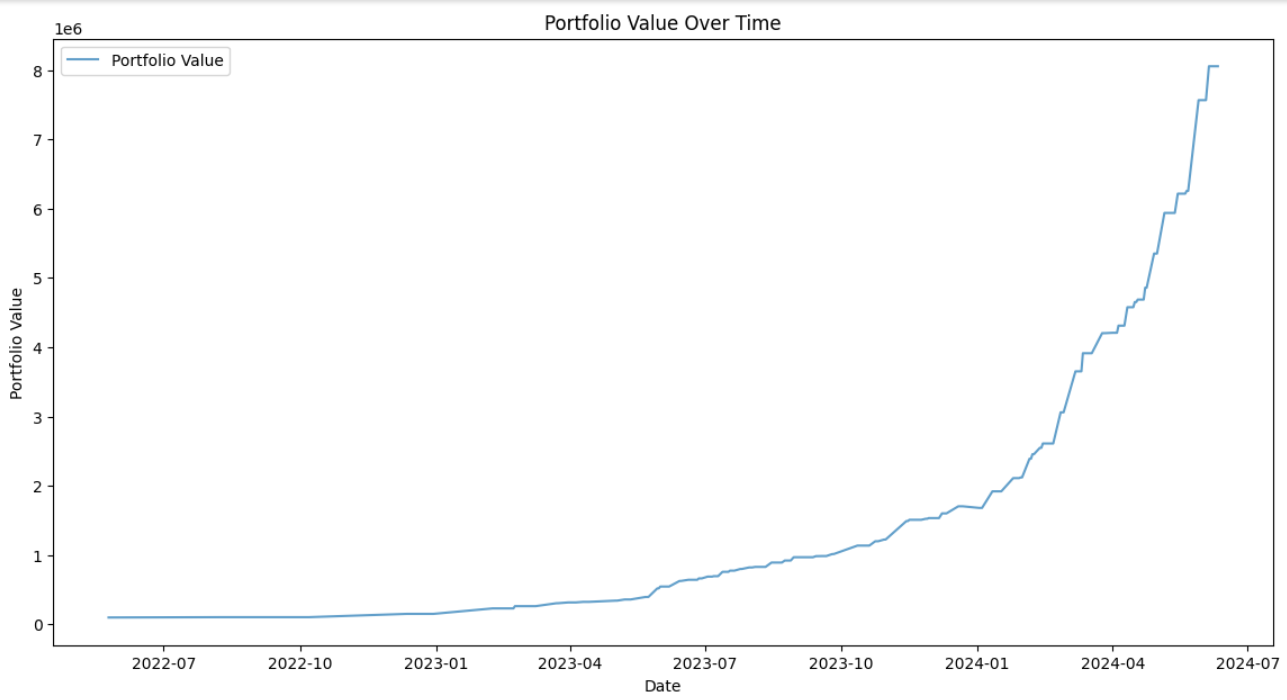 Portfolio Value Over Time
1e6
Portfolio Value
8
7
6
5
4
3
2
1
0
Portfolio Value
2022-07 2022-10 2023-01 2023-04 2023-07 2023-10 2024-01 2024-04 2024-07
Date